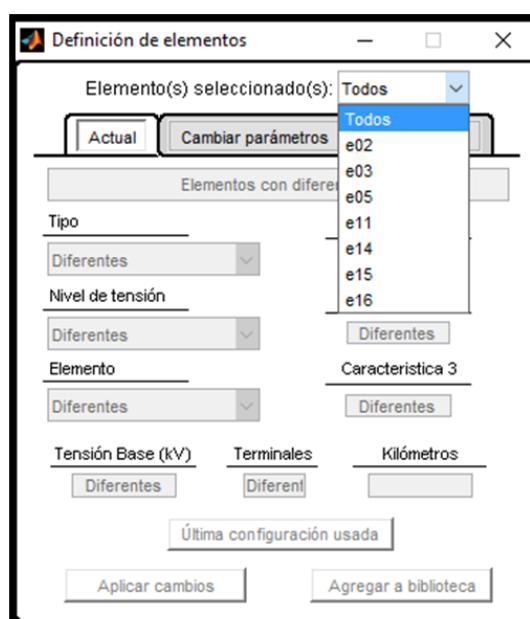 Definición de elementos
Elemento(s) seleccionado(s): Todos
Todos
Actual Cambiar parámetros
e02
e03
Elementos con difere
e05
e11
Tipo
e14
Diferentes
e15
Nivel de tensión
e16
Diferentes Diferentes
Elemento Caracteristica 3
Diferentes Diferentes
Tensión Base (kV) Terminales Kilómetros
Diferentes Diferent
Última configuración usada
Aplicar cambios Agregar a biblioteca